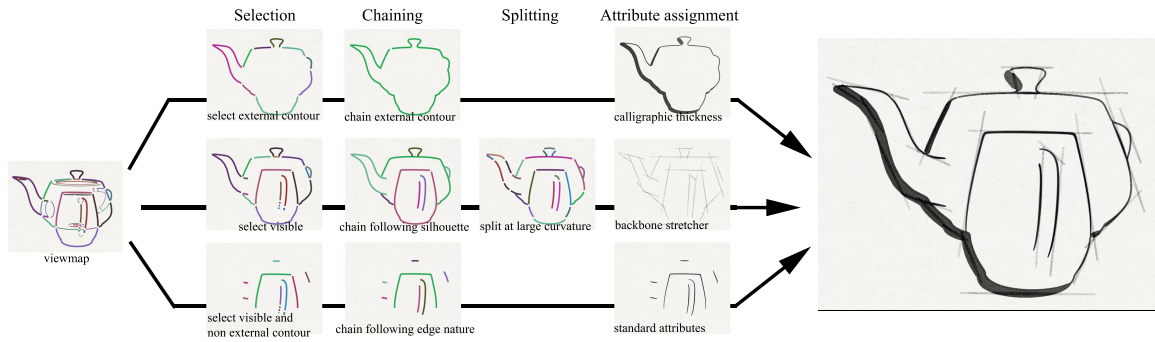 Selection
Chaining
Splitting
Attribute assignment
select external contour
chain external contour
calligraphic thickness
viewmap
select visible
chain following silhouette
split at large curvature
backbone stretcher
select visible and
non external contour
chain following edge nature
standard attributes